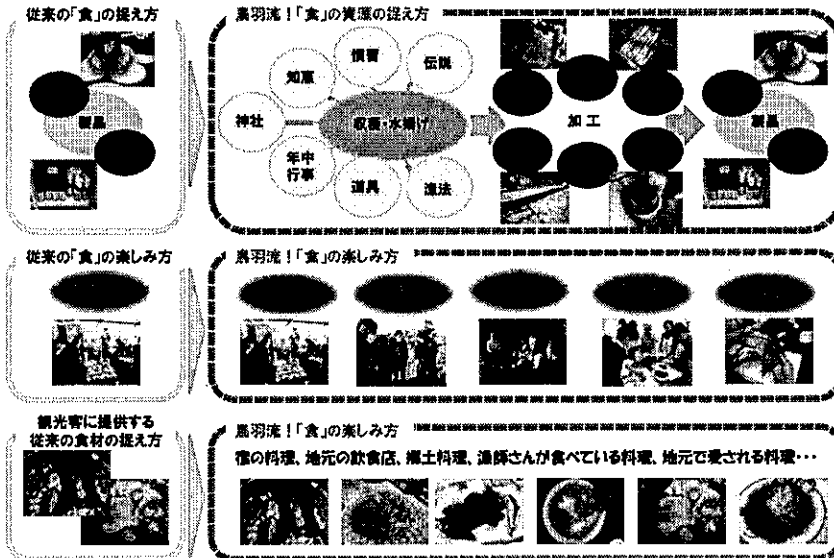 従来の「食」の捉え方
製品
鳥羽流！「食」の資源の捉え方
知恵
慣習
伝説
神社
収穫・水揚げ
年中
行事
道具
漁法
加工
製品
従来の「食」の楽しみ方
鳥羽流！「食」の楽しみ方
観光客に提供する
従来の食材の捉え方
鳥羽流！「食」の楽しみ方
宿の料理、地元の飲食店、郷土料理、漁師さんが食べている料理、地元で愛される料理・・・